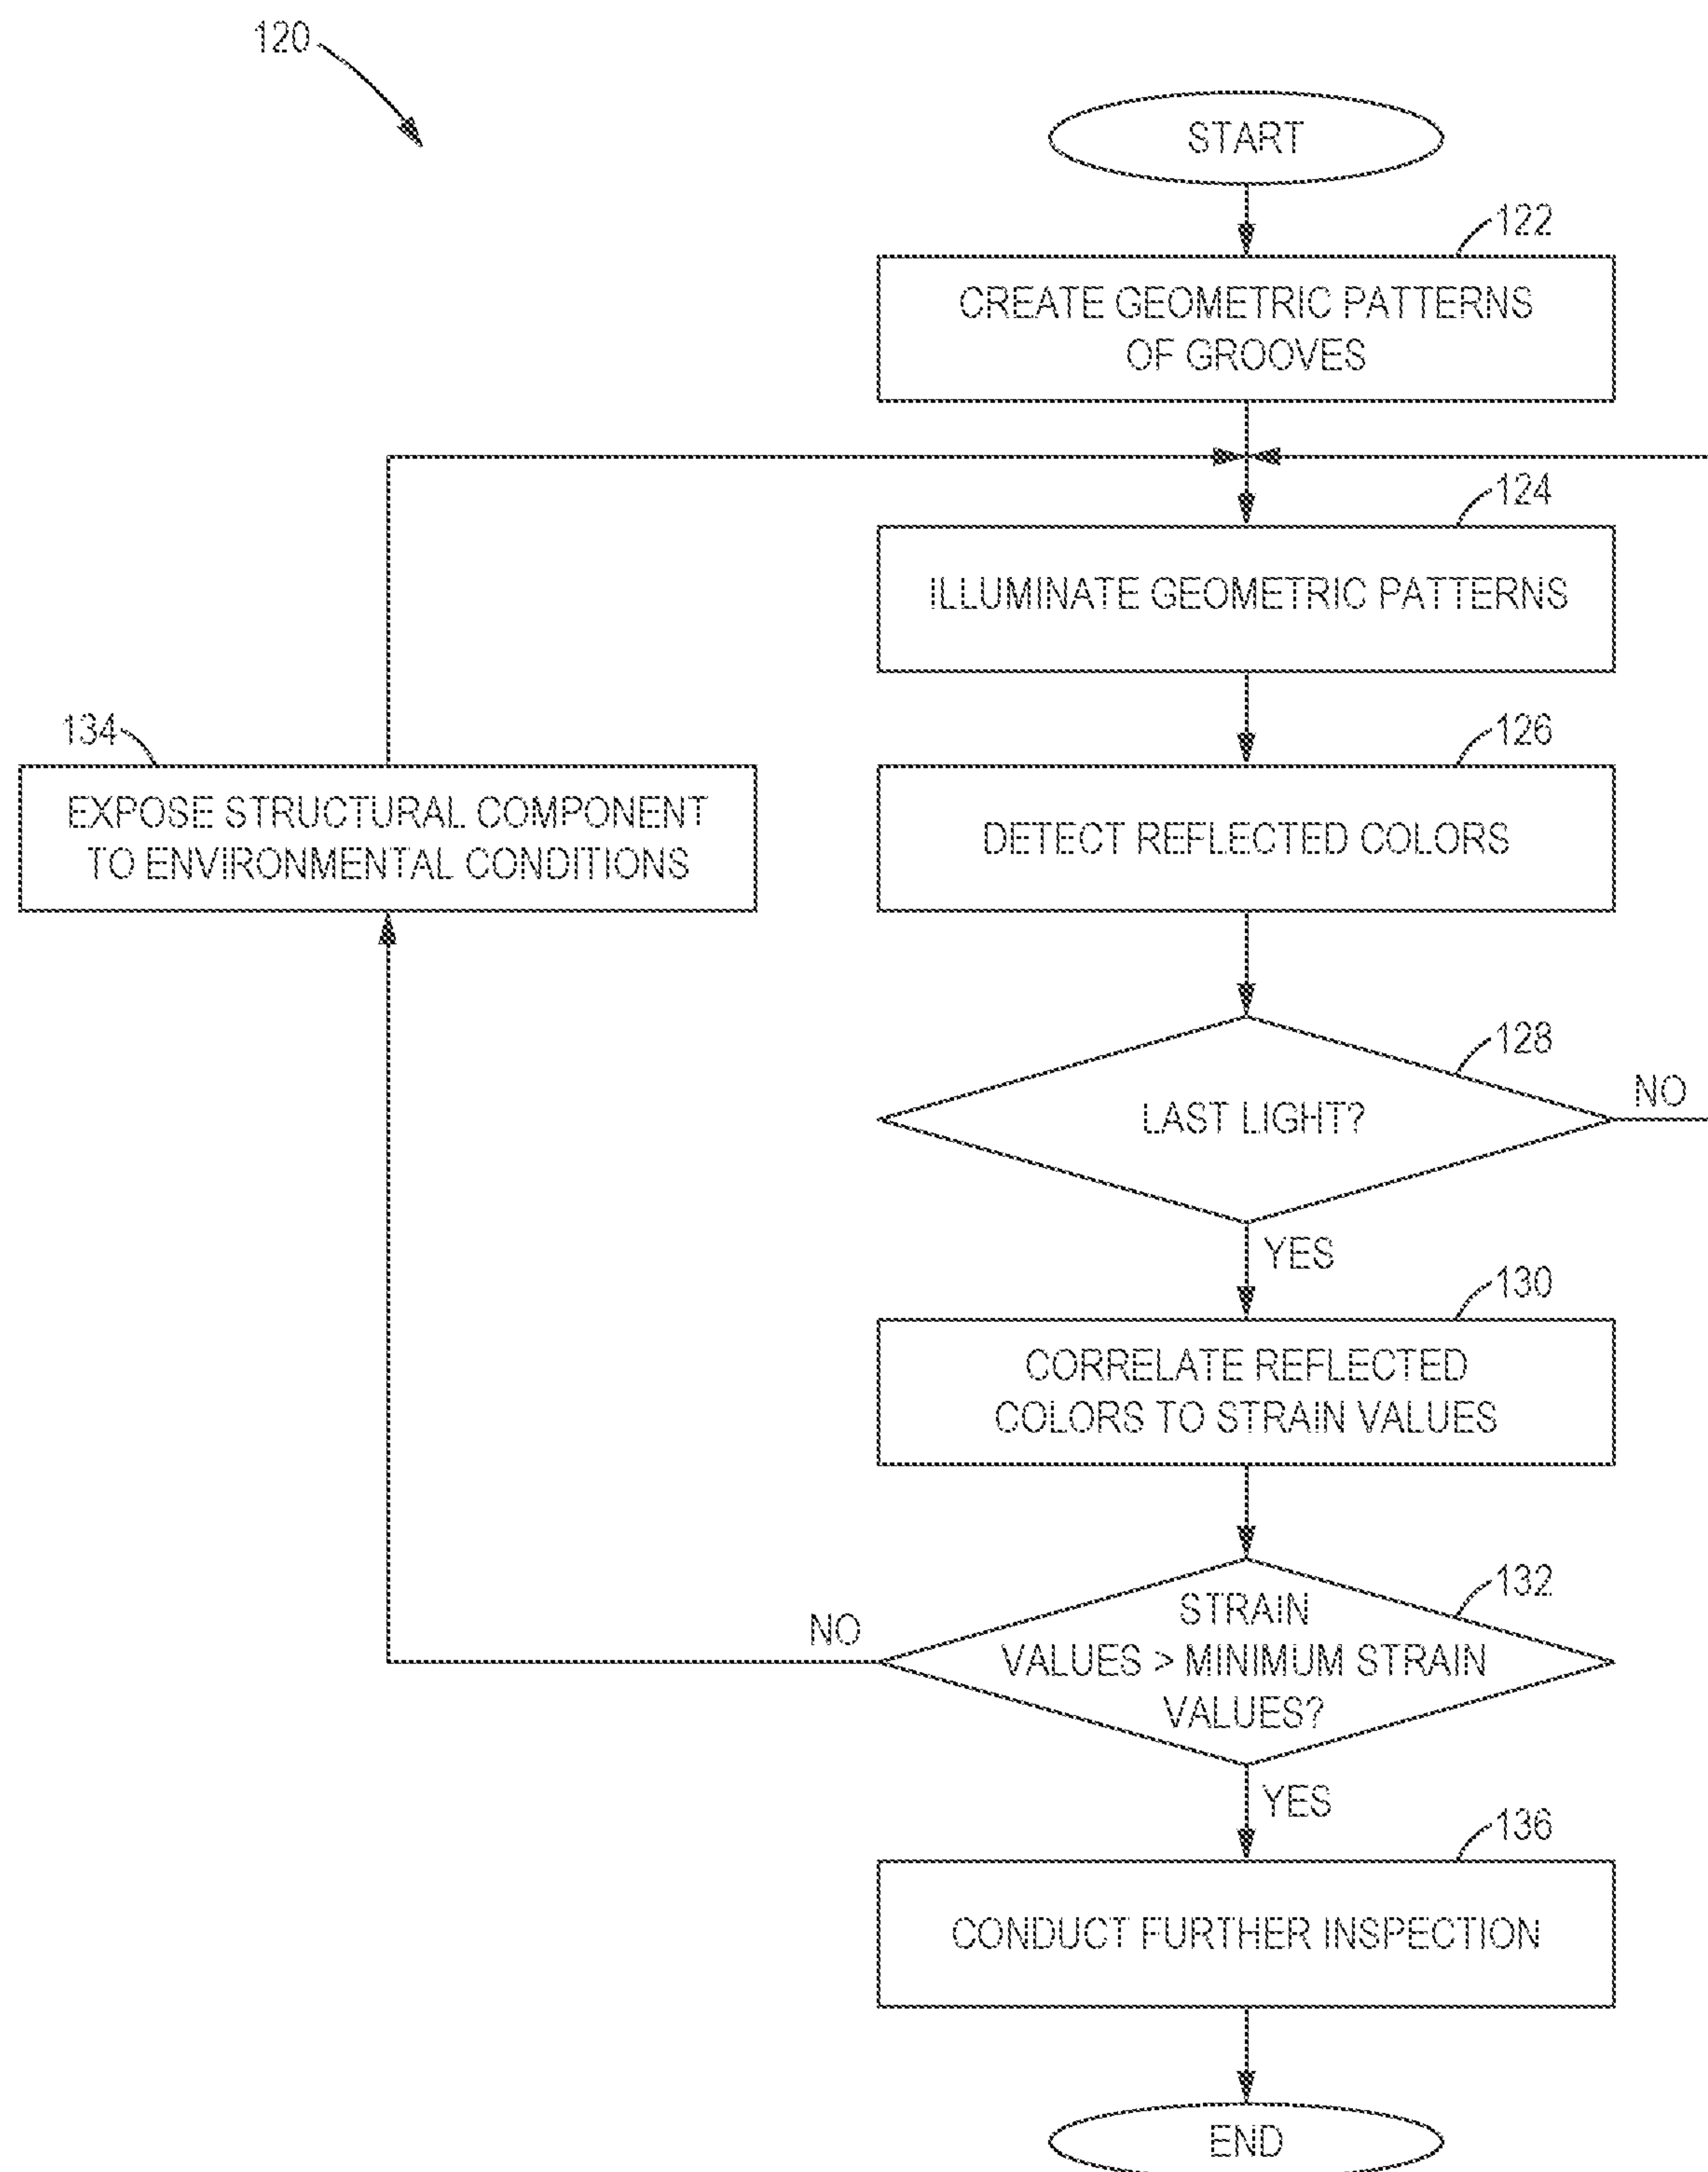 120
START
122
CREATE GEOMETRIC PATTERNS
OF GROOVES
124
ILLUMINATE GEOMETRIC PATTERNS
134
EXPOSE STRUCTURAL COMPONENT
TO ENVIRONMENTAL CONDITIONS
126
DETECT REFLECTED COLORS
128
LAST LIGHT?
NO
YES
130
CORRELATE REFLECTED
COLORS TO STRAIN VALUES
132
STRAIN
VALUES > MINIMUM STRAIN
VALUES?
NO
YES
136
CONDUCT FURTHER INSPECTION
END